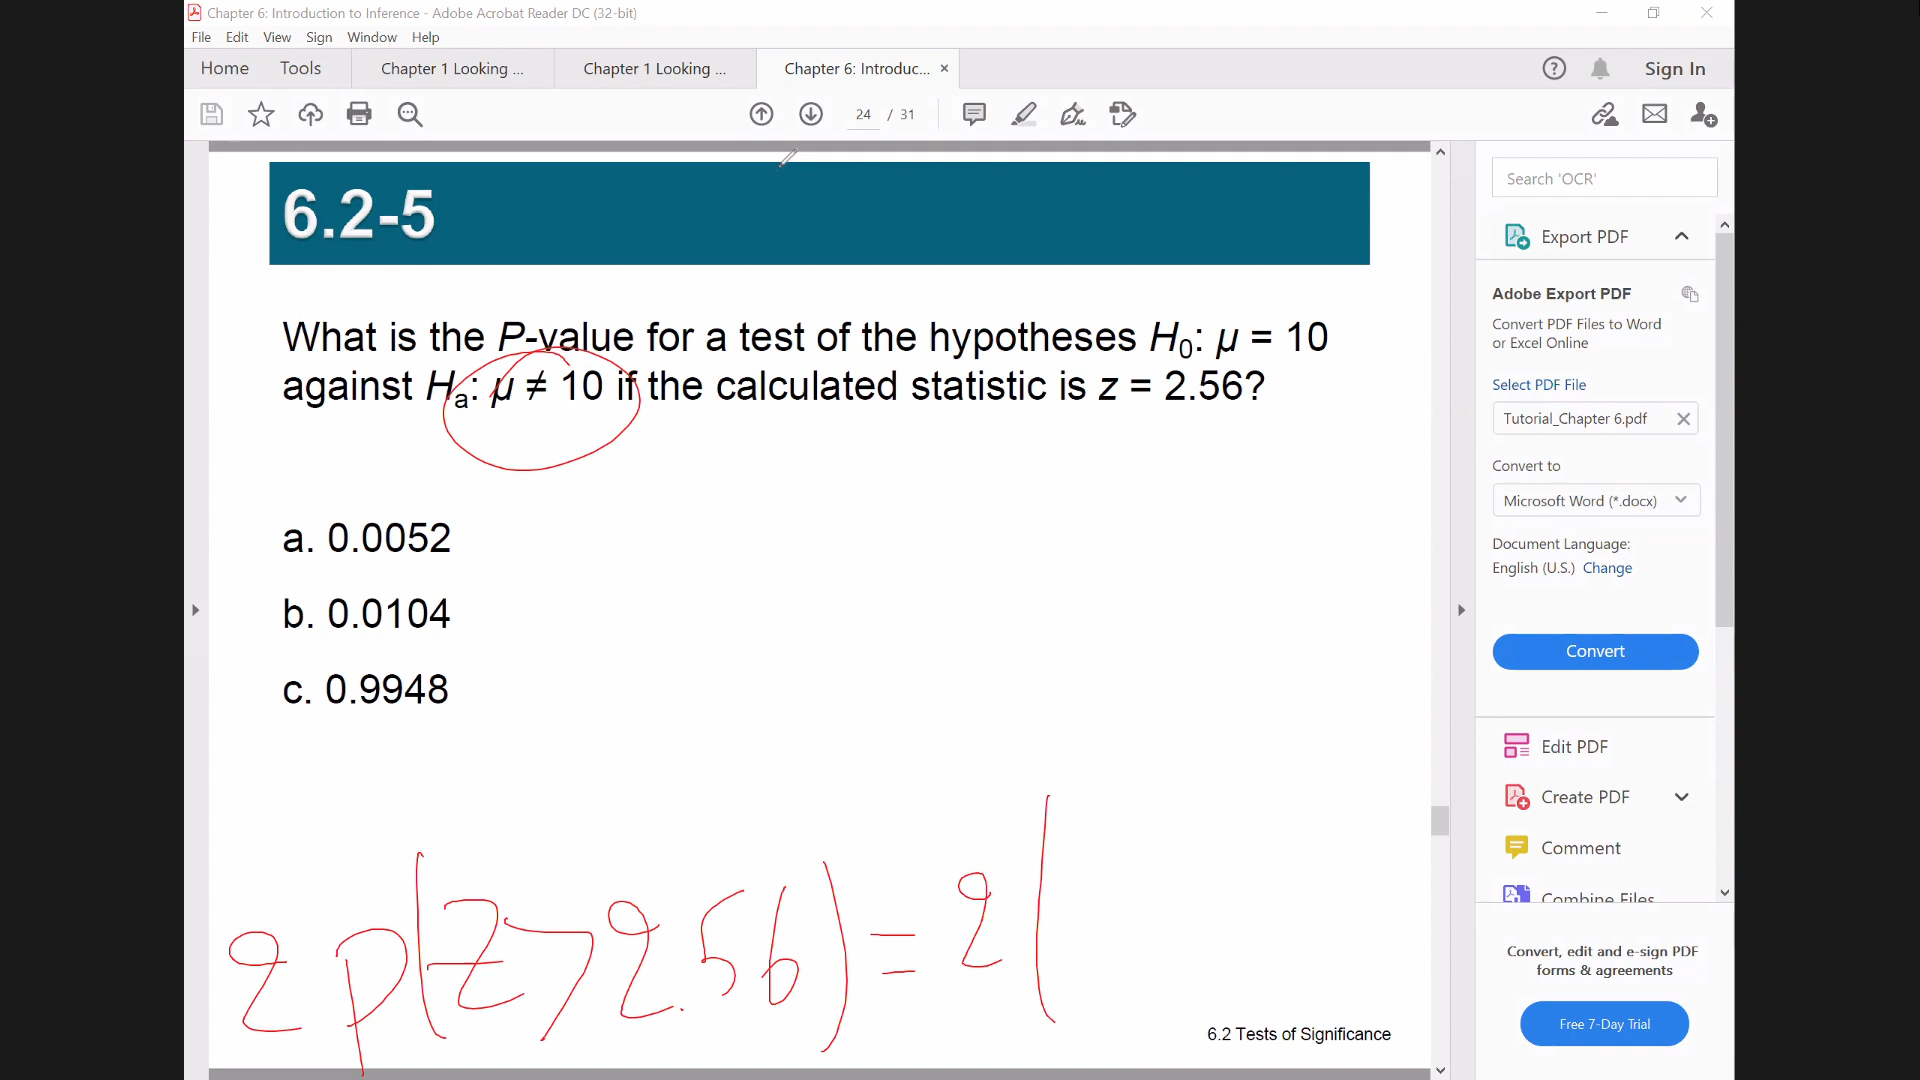 Chapter 6: Introduction to Inference - Adobe Acrobat Reader DC (32-bit)
File Edit View Sign Window Help
Home Tools Chapter 1 Looking ... Chapter 1 Looking ... Chapter 6: Introduc... × Sign In
24 / 31
6.2-5
What is the P-value for a test of the hypotheses H0: μ = 10
against Ha: μ ≠ 10 if the calculated statistic is z = 2.56?
a. 0.0052
b. 0.0104
c. 0.9948
2 P(Z>2.56) = 2(
6.2 Tests of Significance
Search 'OCR'
Export PDF
Adobe Export PDF
Convert PDF Files to Word
or Excel Online
Select PDF File
Tutorial_Chapter 6.pdf
Convert to
Microsoft Word (*.docx)
Document Language:
English (U.S.) Change
Convert
Edit PDF
Create PDF
Comment
Combine Files
Convert, edit and e-sign PDF
forms & agreements
Free 7-Day Trial